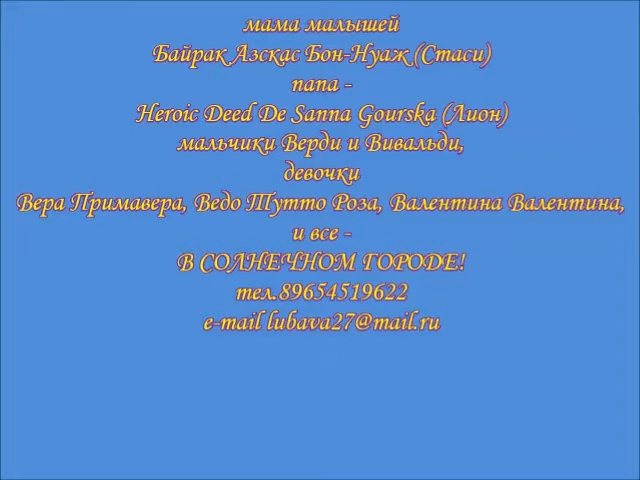 мама малышей
Байрак Азскас Бон-Нуаж (Стаси)
папа -
Heroic Deed De Sanna Gourska (Лион)
мальчики Верди и Вивальди,
девочки
Вера Примавера, Ведо Тутто Роза, Валентина Валентина,
и все -
В СОЛНЕЧНОМ ГОРОДЕ!
тел.89654519622
e-mail lubava27@mail.ru